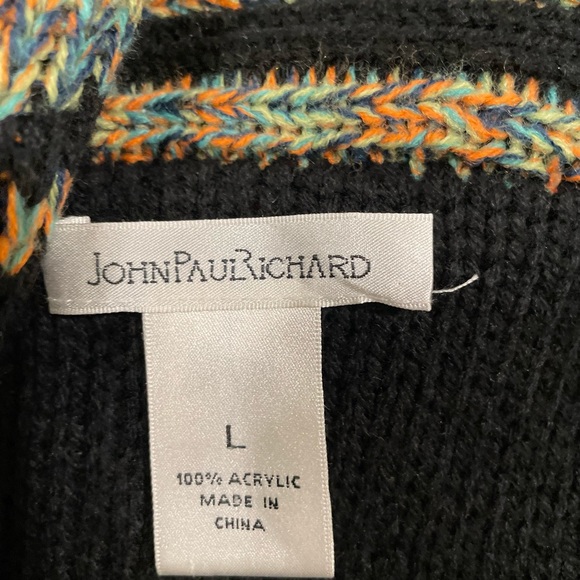 JOHNPAULRICHARD
L
100% ACRYLIC
MADE IN
CHINA